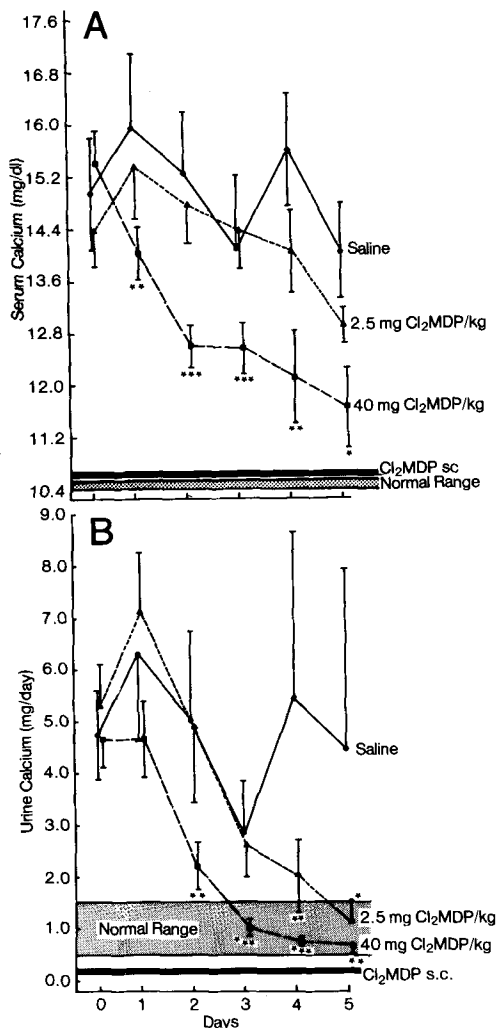 A
Serum Calcium (mg/dl)
17.6
16.8
16.0
15.2
14.4
13.6
12.8
12.0
11.2
10.4
Saline
2.5 mg Cl₂MDP/kg
40 mg Cl₂MDP/kg
Cl₂MDP sc
Normal Range
**
***
***
**
*
B
Urine Calcium (mg/day)
9.0
8.0
7.0
6.0
5.0
4.0
3.0
2.0
1.0
0.0
Saline
2.5 mg Cl₂MDP/kg
40 mg Cl₂MDP/kg
Normal Range
Cl₂MDP s.c.
**
***
**
***
*
**
0 1 2 3 4 5
Days